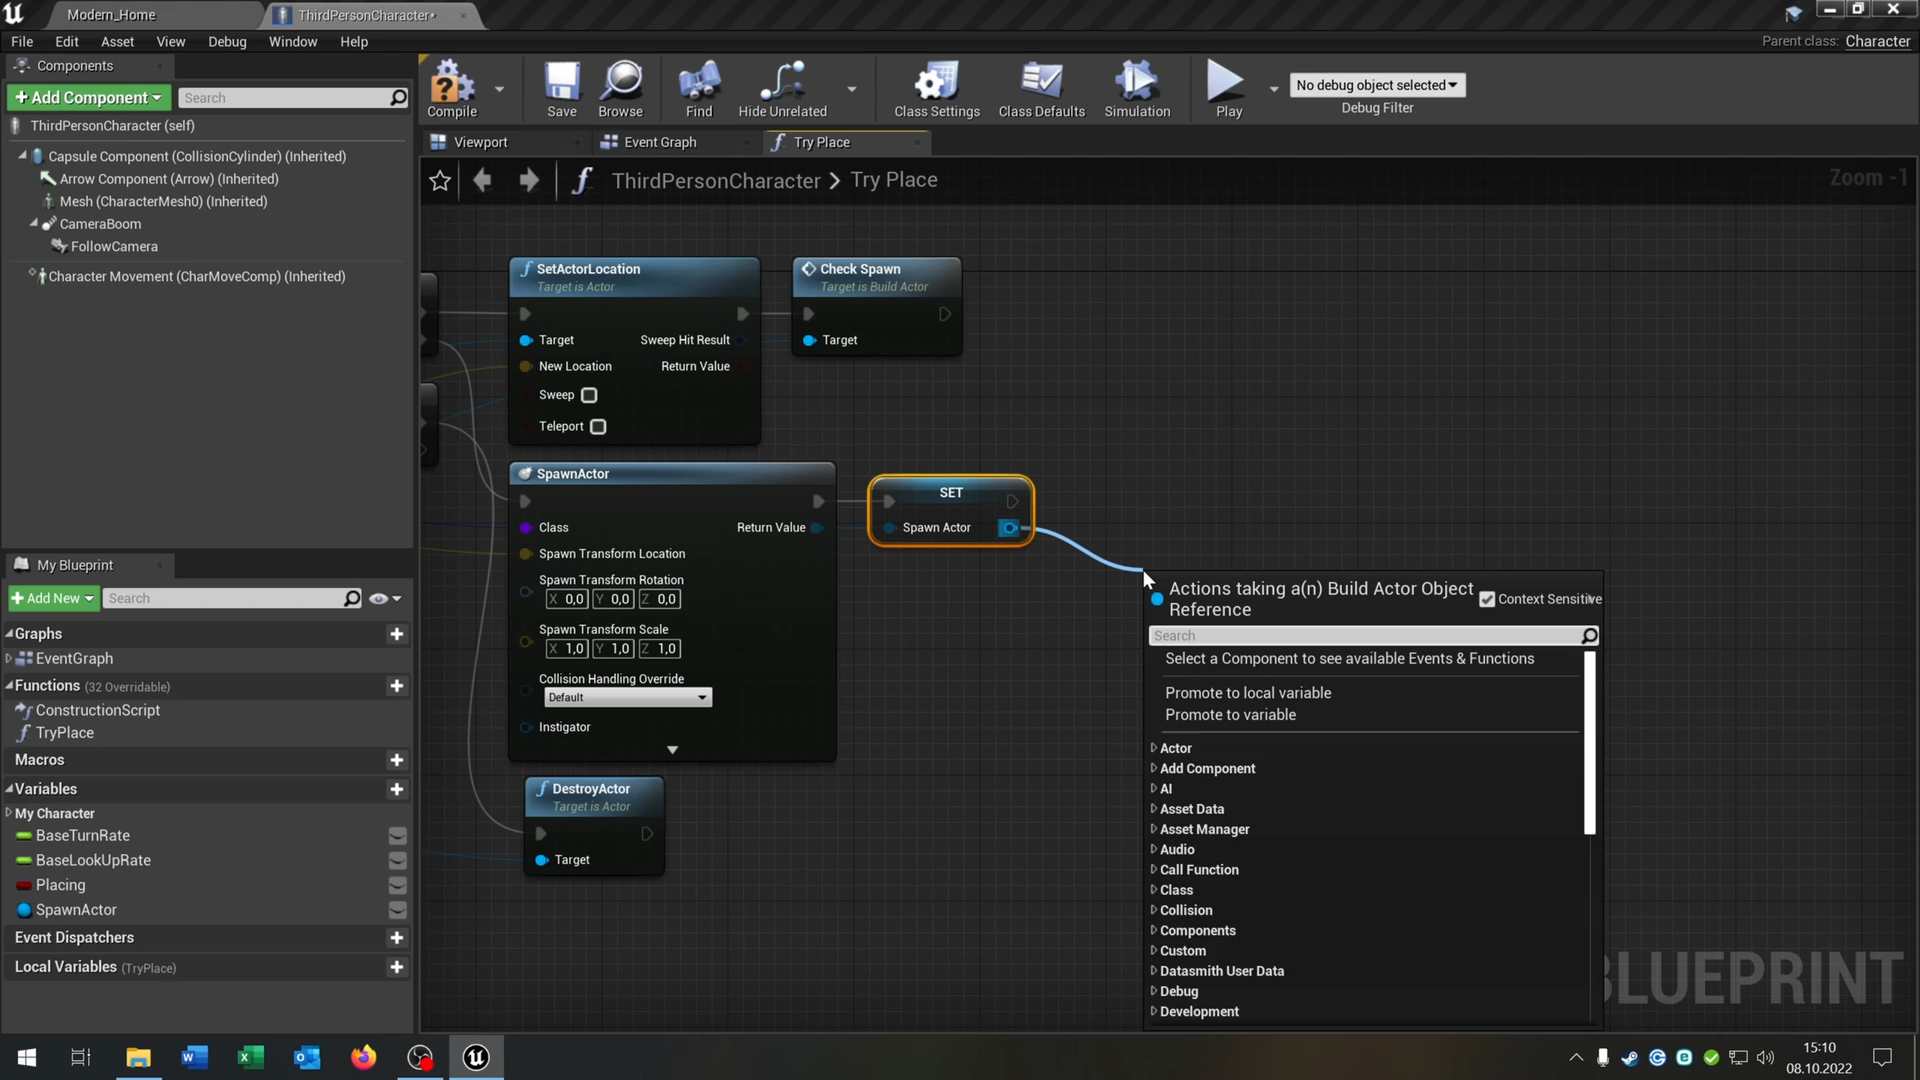 Modern_Home
ThirdPersonCharacter*
File Edit Asset View Debug Window Help
Parent class: Character
Components
+ Add Component
Search
ThirdPersonCharacter (self)
Capsule Component (CollisionCylinder) (Inherited)
Arrow Component (Arrow) (Inherited)
Mesh (CharacterMesh0) (Inherited)
CameraBoom
FollowCamera
Character Movement (CharMoveComp) (Inherited)
Compile
Save
Browse
Find
Hide Unrelated
Class Settings
Class Defaults
Simulation
Play
No debug object selected
Debug Filter
Viewport
Event Graph
Try Place
ThirdPersonCharacter > Try Place
Zoom -1
SetActorLocation
Target is Actor
Target
Sweep Hit Result
New Location
Return Value
Sweep
Teleport
Check Spawn
Target is Build Actor
Target
SpawnActor
Class
Return Value
Spawn Transform Location
Spawn Transform Rotation
X 0,0 Y 0,0 Z 0,0
Spawn Transform Scale
X 1,0 Y 1,0 Z 1,0
Collision Handling Override
Default
Instigator
SET
Spawn Actor
DestroyActor
Target is Actor
Target
Actions taking a(n) Build Actor Object
Reference
Context Sensitive
Search
Select a Component to see available Events & Functions
Promote to local variable
Promote to variable
Actor
Add Component
AI
Asset Data
Asset Manager
Audio
Call Function
Class
Collision
Components
Custom
Datasmith User Data
Debug
Development
BLUEPRINT
My Blueprint
+ Add New
Search
Graphs
EventGraph
Functions (32 Overridable)
ConstructionScript
TryPlace
Macros
Variables
My Character
BaseTurnRate
BaseLookUpRate
Placing
SpawnActor
Event Dispatchers
Local Variables (TryPlace)
15:10
08.10.2022